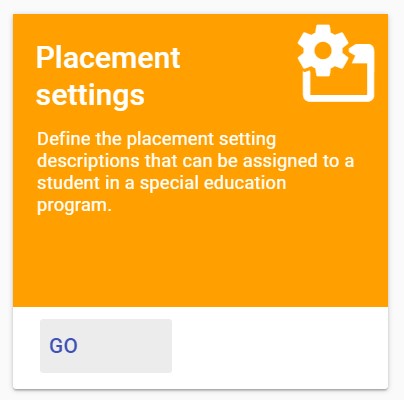 Placement
settings
Define the placement setting
descriptions that can be assigned to a
student in a special education
program.
GO